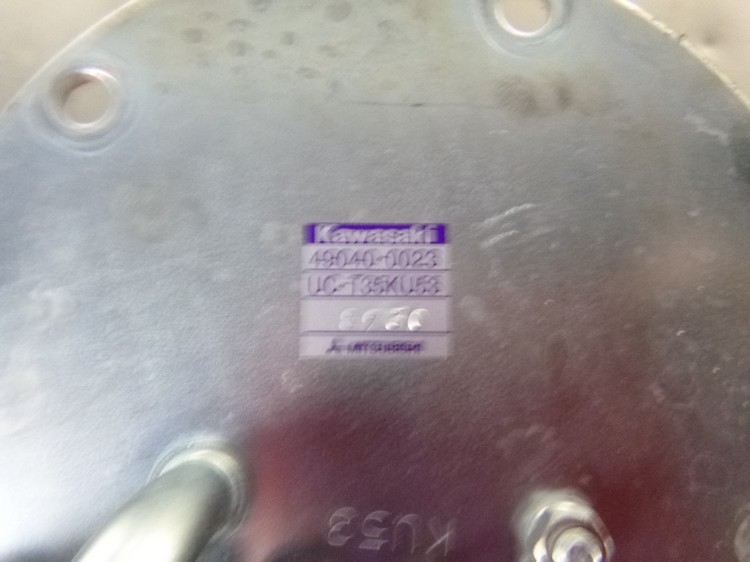 Kawasaki
49040-0023
UC-T35KU53
MITSUBISHI
KU53